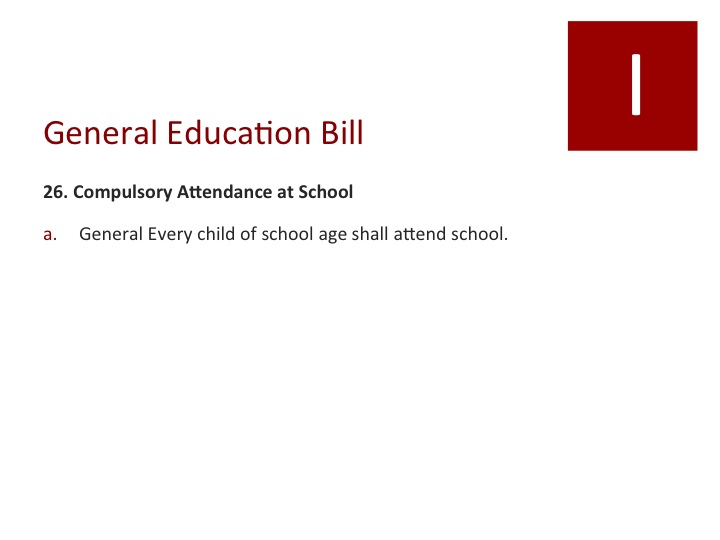 I
General Education Bill
26. Compulsory Attendance at School
a. General Every child of school age shall attend school.